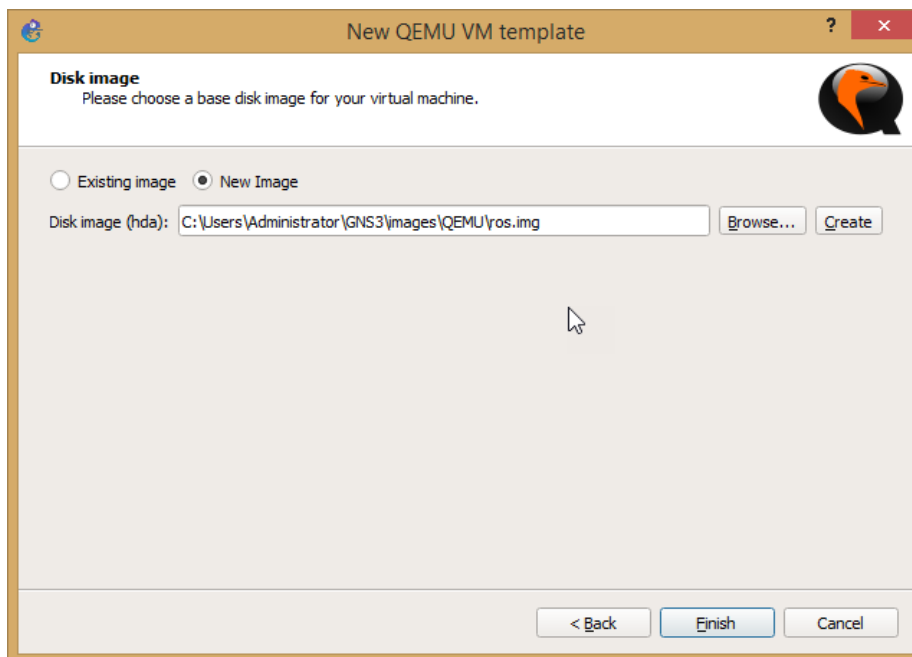 New QEMU VM template
?
Disk image
Please choose a base disk image for your virtual machine.
Existing image New Image
Disk image (hda): C:\Users\Administrator\GNS3\images\QEMU\ros.img Browse... Create
< Back Finish Cancel